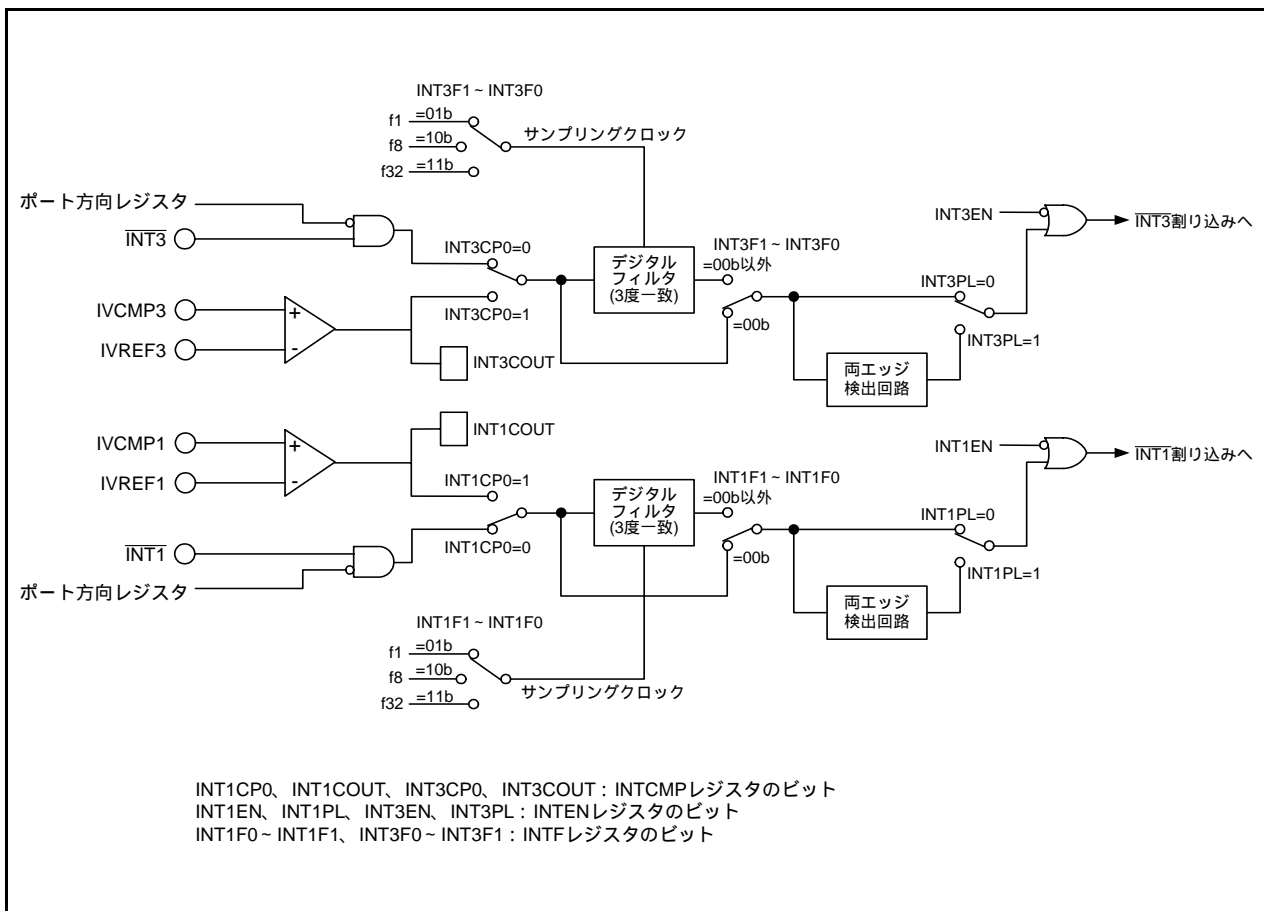 INT3F1 ~ INT3F0
f1 =01b
f8 =10b
f32 =11b
サンプリングクロック
ポート方向レジスタ
INT3
INT3CP0=0
デジタル
フィルタ
(3度一致)
INT3F1 ~ INT3F0
=00b以外
=00b
INT3EN
INT3割り込みへ
INT3PL=0
INT3PL=1
IVCMP3
IVREF3
+
-
INT3CP0=1
INT3COUT
両エッジ
検出回路
IVCMP1
IVREF1
+
-
INT1COUT
INT1CP0=1
INT1CP0=0
デジタル
フィルタ
(3度一致)
INT1F1 ~ INT1F0
=00b以外
=00b
INT1EN
INT1割り込みへ
INT1PL=0
INT1PL=1
両エッジ
検出回路
INT1
ポート方向レジスタ
INT1F1 ~ INT1F0
f1 =01b
f8 =10b
f32 =11b
サンプリングクロック
INT1CP0、INT1COUT、INT3CP0、INT3COUT : INTCMPレジスタのビット
INT1EN、INT1PL、INT3EN、INT3PL : INTENレジスタのビット
INT1F0 ~ INT1F1、INT3F0 ~ INT3F1 : INTFレジスタのビット